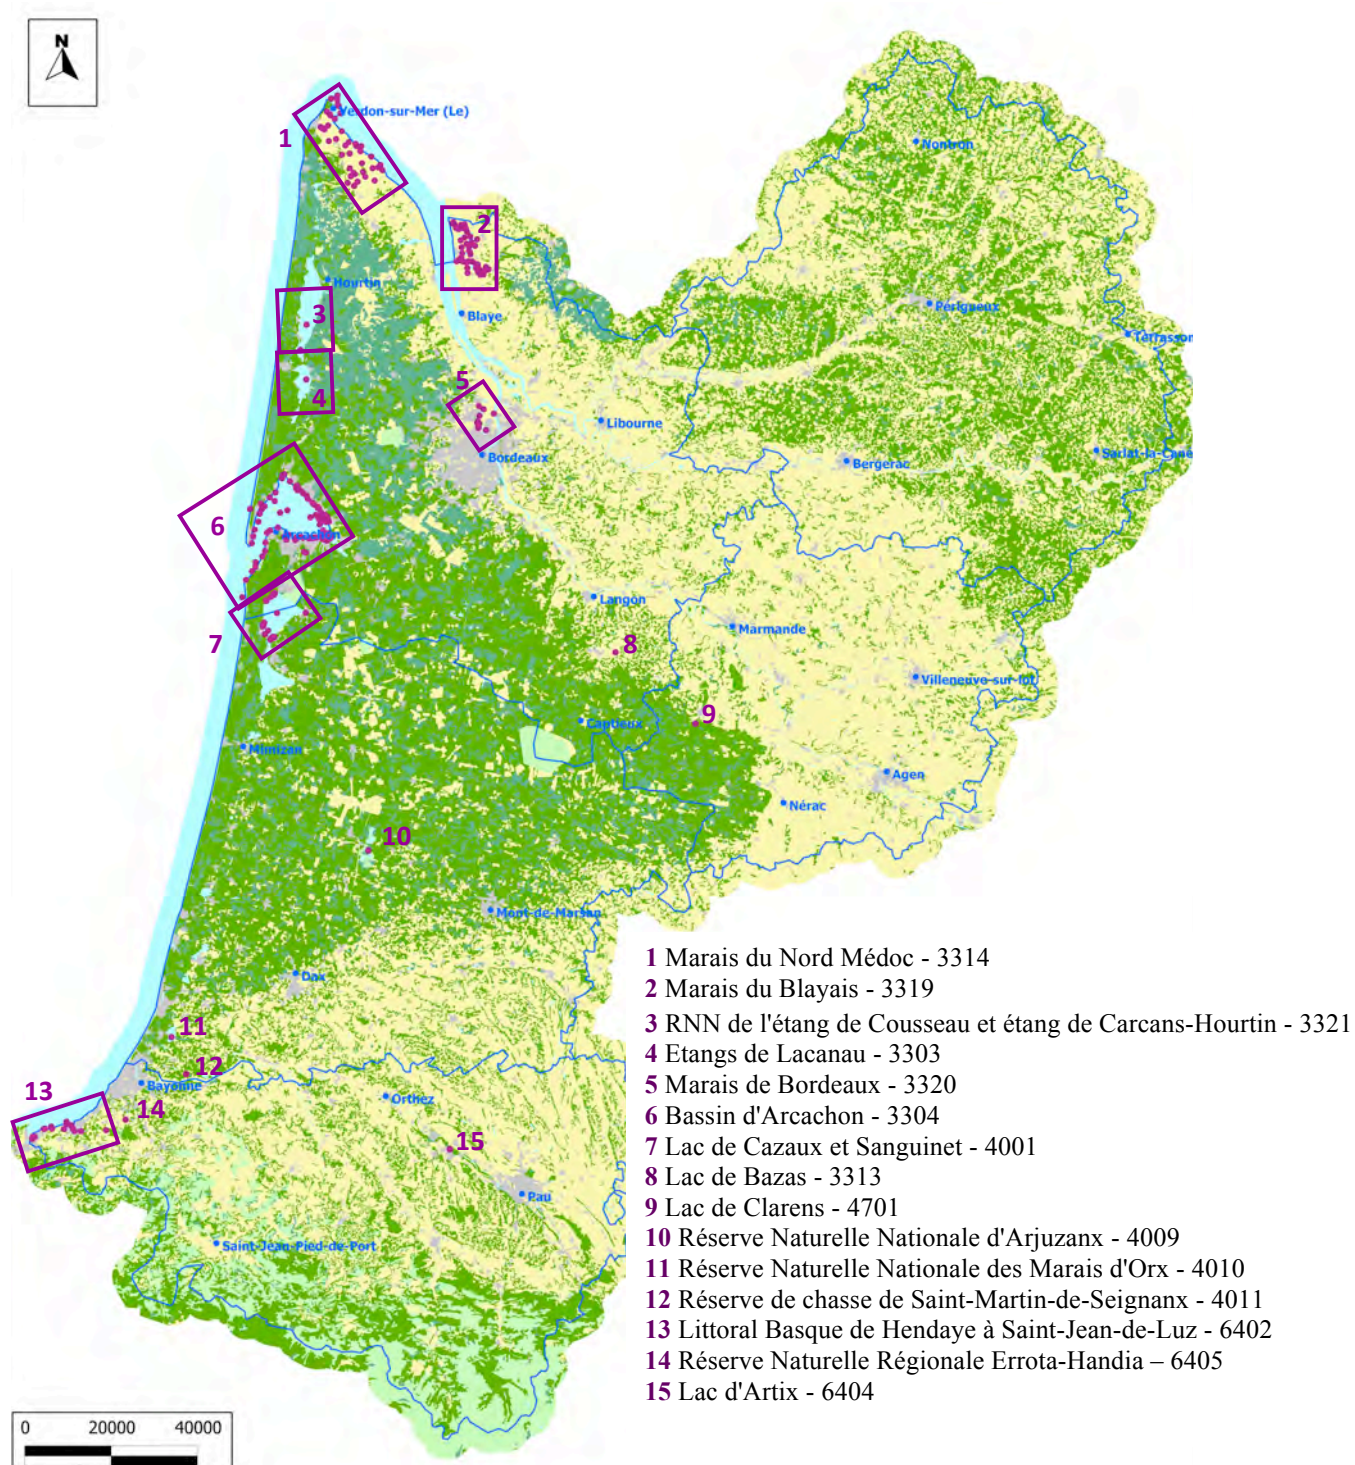 N
Verdon-sur-Mer (Le)
1
Nontron
2
Hourtin
3
Blaye
Périgueux
Terrasson
4
5
Libourne
Bordeaux
Bergerac
Sarlat-la-Cané
6
Arcachon
Langon
Marmande
7
8
Villeneuve-sur-lot
9
Captieux
Mimizan
Agen
Nérac
10
Mont-de-Marsan
Dax
11
12
Bayonne
13
14
Orthez
15
Pau
Saint-Jean-Pied-de-Port
1 Marais du Nord Médoc - 3314
2 Marais du Blayais - 3319
3 RNN de l'étang de Cousseau et étang de Carcans-Hourtin - 3321
4 Etangs de Lacanau - 3303
5 Marais de Bordeaux - 3320
6 Bassin d'Arcachon - 3304
7 Lac de Cazaux et Sanguinet - 4001
8 Lac de Bazas - 3313
9 Lac de Clarens - 4701
10 Réserve Naturelle Nationale d'Arjuzanx - 4009
11 Réserve Naturelle Nationale des Marais d'Orx - 4010
12 Réserve de chasse de Saint-Martin-de-Seignanx - 4011
13 Littoral Basque de Hendaye à Saint-Jean-de-Luz - 6402
14 Réserve Naturelle Régionale Errota-Handia – 6405
15 Lac d'Artix - 6404
0 20000 40000